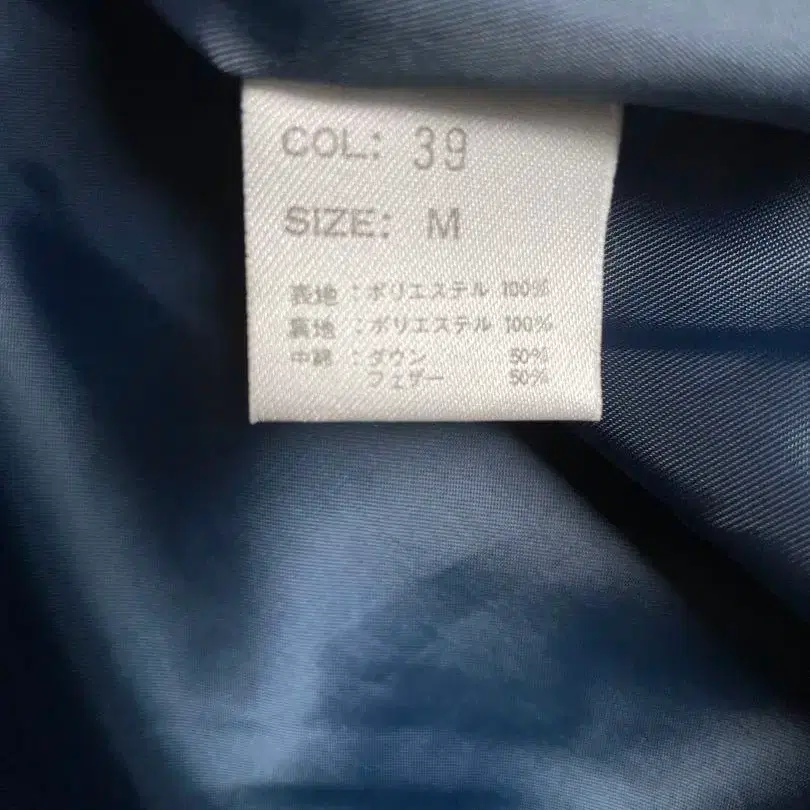 COL: 39
SIZE: M
表地：ポリエステル 100%
裏地：ポリエステル 100%
中綿：ダウン 50%
フェザー 50%